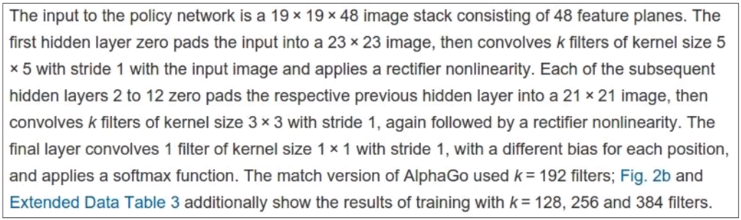 The input to the policy network is a 19 × 19 × 48 image stack consisting of 48 feature planes. The
first hidden layer zero pads the input into a 23 × 23 image, then convolves k filters of kernel size 5
× 5 with stride 1 with the input image and applies a rectifier nonlinearity. Each of the subsequent
hidden layers 2 to 12 zero pads the respective previous hidden layer into a 21 × 21 image, then
convolves k filters of kernel size 3 × 3 with stride 1, again followed by a rectifier nonlinearity. The
final layer convolves 1 filter of kernel size 1 × 1 with stride 1, with a different bias for each position,
and applies a softmax function. The match version of AlphaGo used k = 192 filters; Fig. 2b and
Extended Data Table 3 additionally show the results of training with k = 128, 256 and 384 filters.